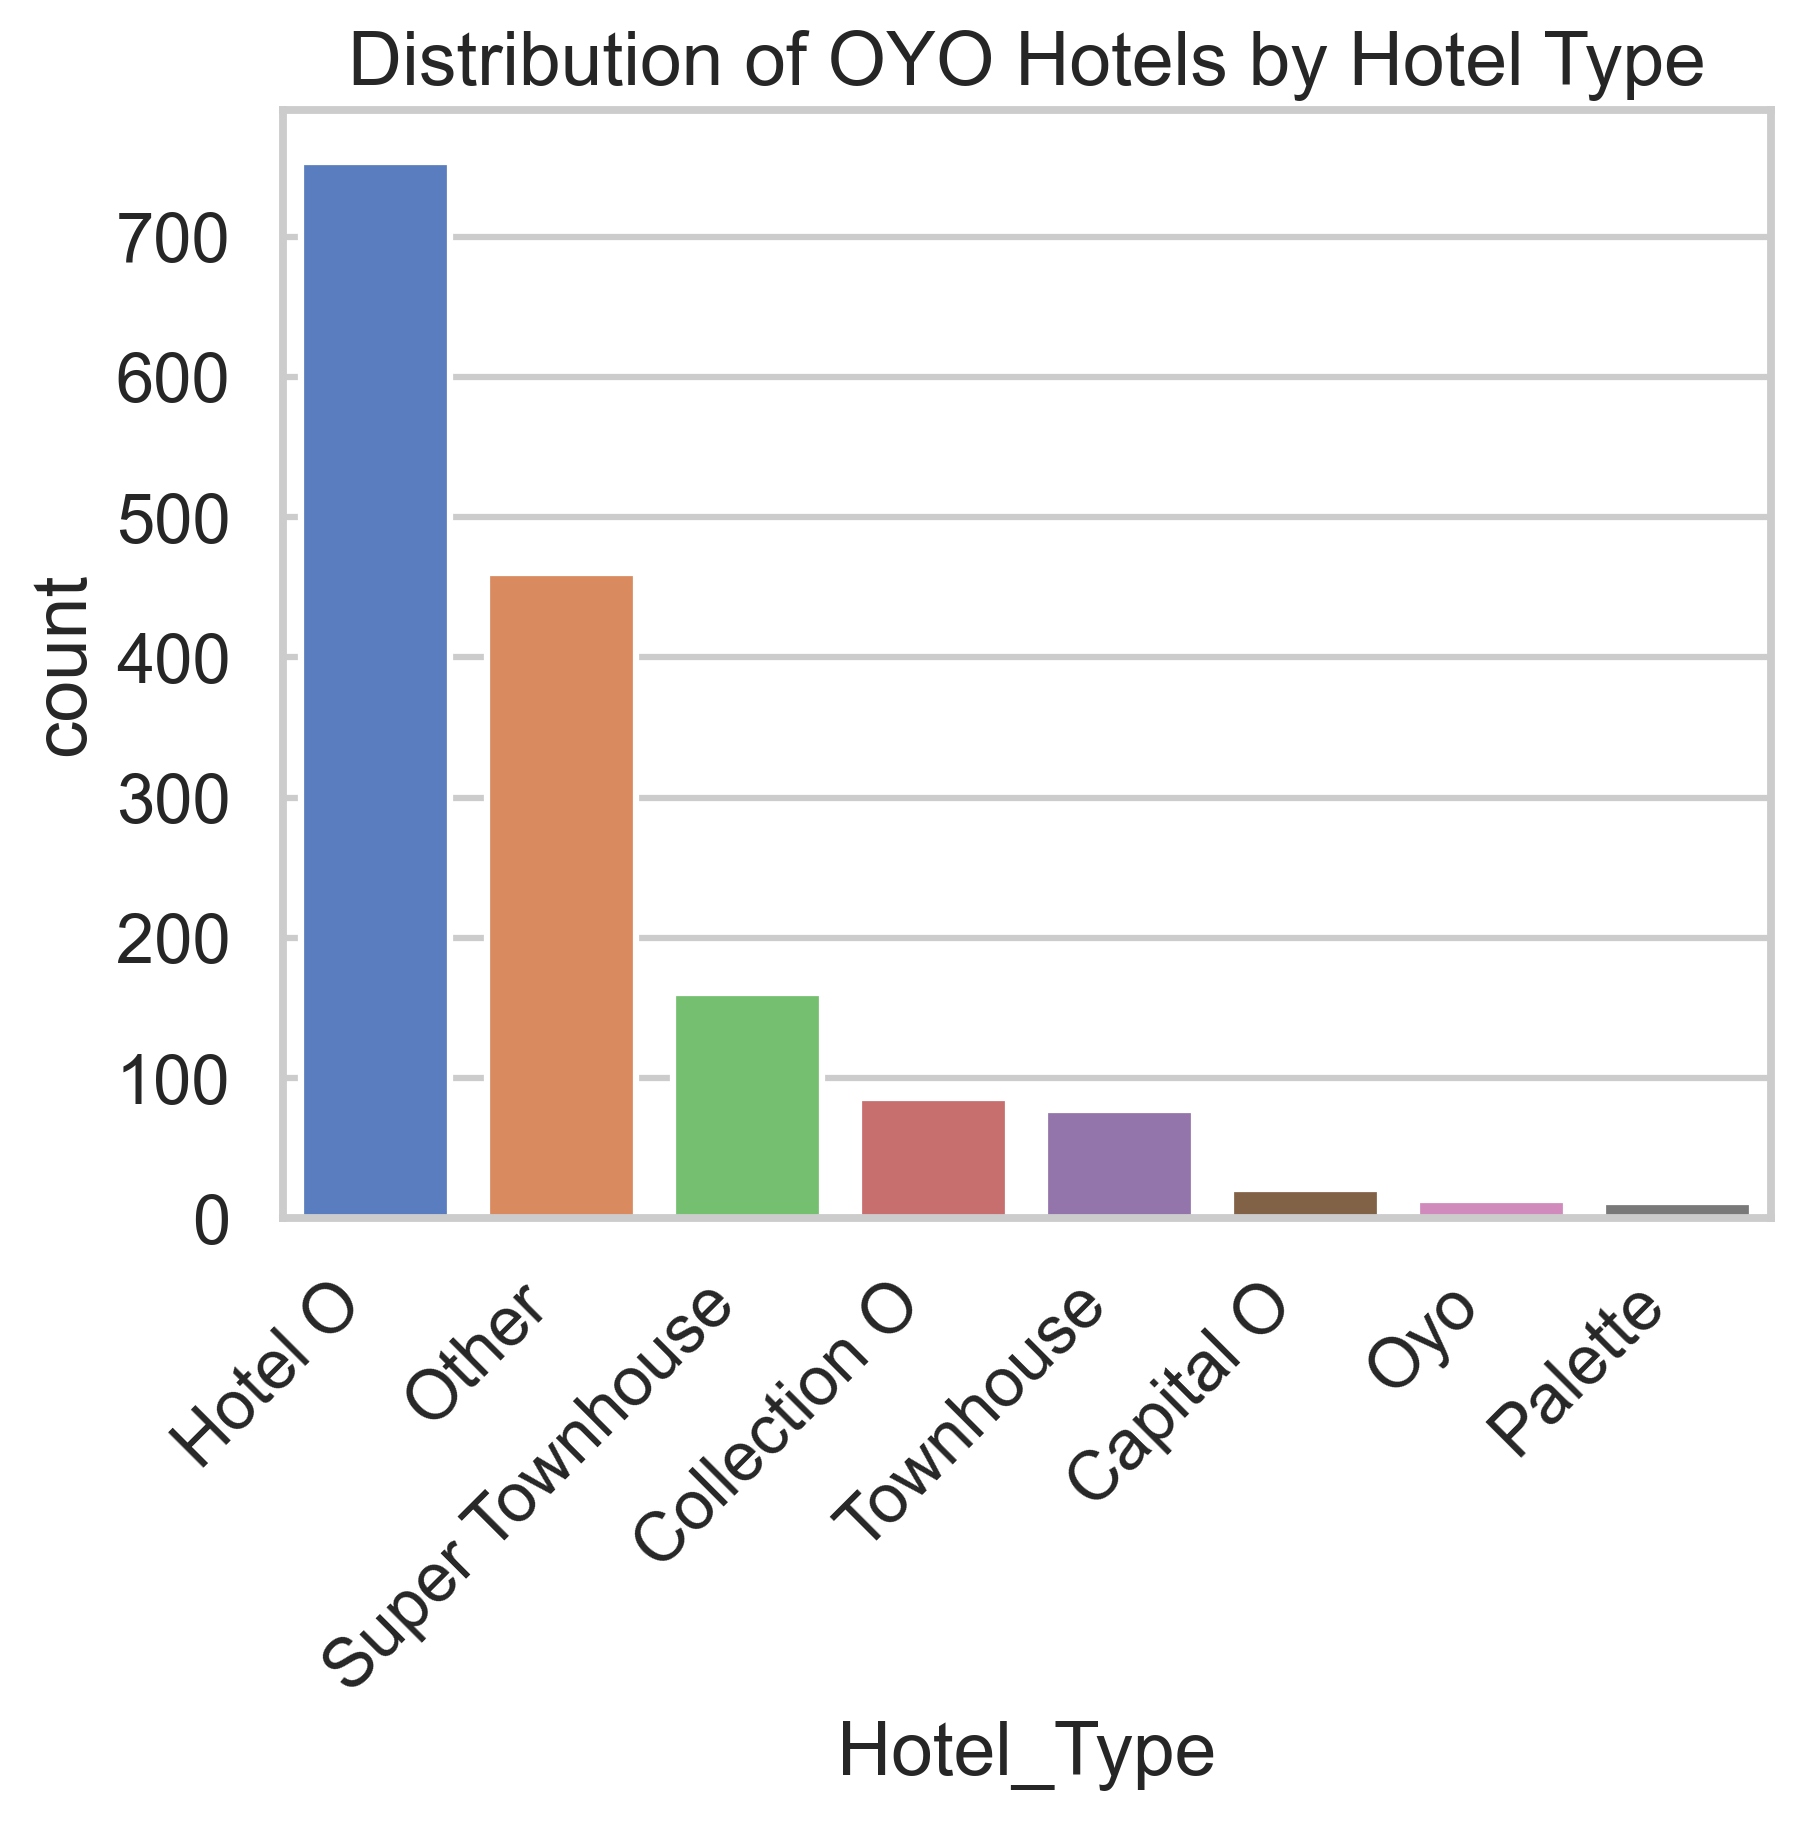 Distribution of OYO Hotels by Hotel Type
count
700
600
500
400
300
200
100
0
Hotel O
Other
Super Townhouse
Collection O
Townhouse
Capital O
Oyo
Palette
Hotel_Type